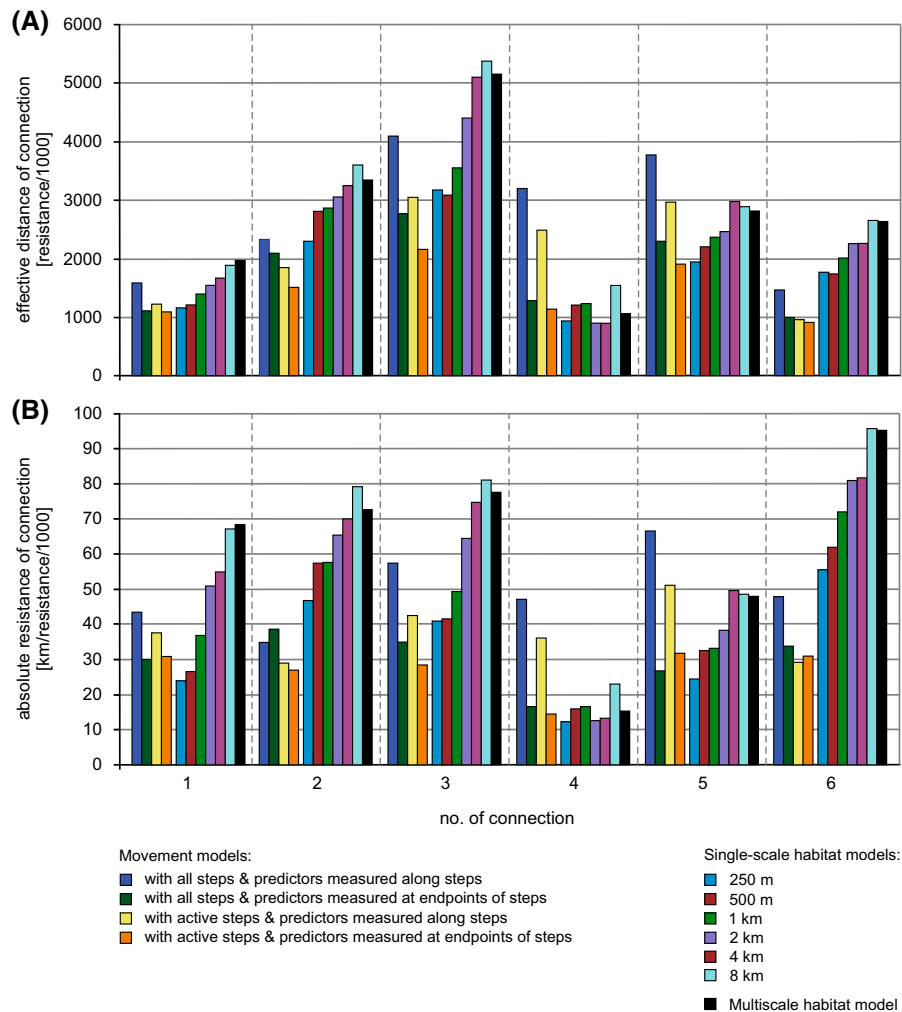 (A)
effective distance of connection
[resistance/1000]
6000
5000
4000
3000
2000
1000
0
(B)
absolute resistance of connection
[km/resistance/1000]
100
90
80
70
60
50
40
30
20
10
0
1 2 3 4 5 6
no. of connection
Movement models:
with all steps & predictors measured along steps
with all steps & predictors measured at endpoints of steps
with active steps & predictors measured along steps
with active steps & predictors measured at endpoints of steps
Single-scale habitat models:
250 m
500 m
1 km
2 km
4 km
8 km
Multiscale habitat model